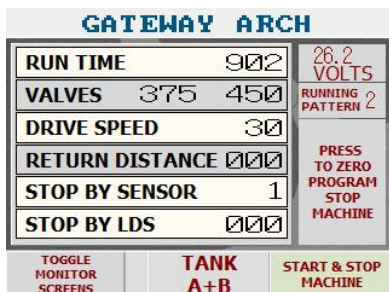 GATEWAY ARCH
RUN TIME 902
VALVES 375 450
DRIVE SPEED 30
RETURN DISTANCE 000
STOP BY SENSOR 1
STOP BY LDS 000
26.2
VOLTS
RUNNING
PATTERN 2
PRESS
TO ZERO
PROGRAM
STOP
MACHINE
TOGGLE
MONITOR
SCREENS
TANK
A+B
START & STOP
MACHINE